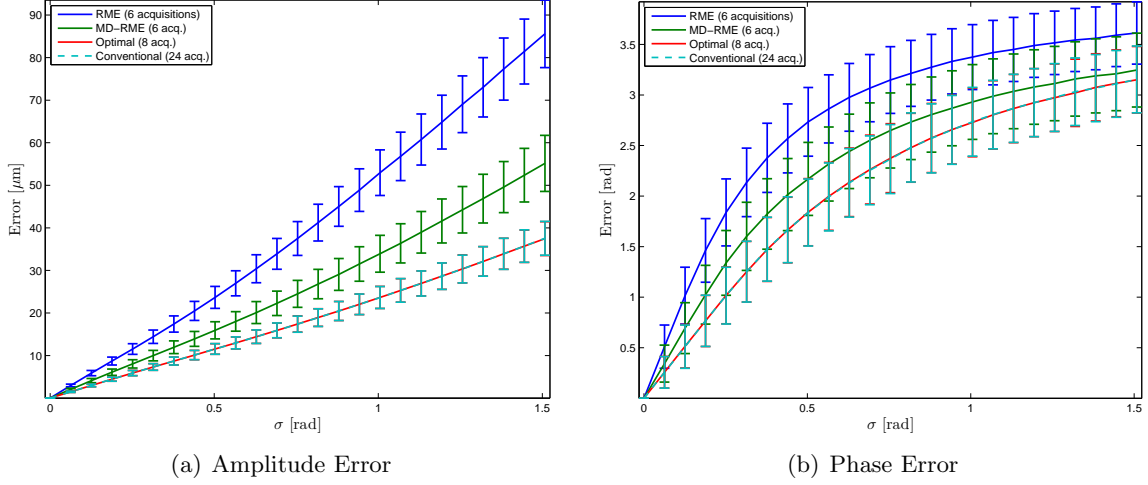 RME (6 acquisitions)
MD−RME (6 acq.)
Optimal (8 acq.)
Conventional (24 acq.)
90
80
70
60
50
40
30
20
10
Error [μm]
0
0.5
1
1.5
σ [rad]
(a) Amplitude Error
RME (6 acquisitions)
MD−RME (6 acq.)
Optimal (8 acq.)
Conventional (24 acq.)
3.5
3
2.5
2
1.5
1
0.5
Error [rad]
0
0.5
1
1.5
σ [rad]
(b) Phase Error